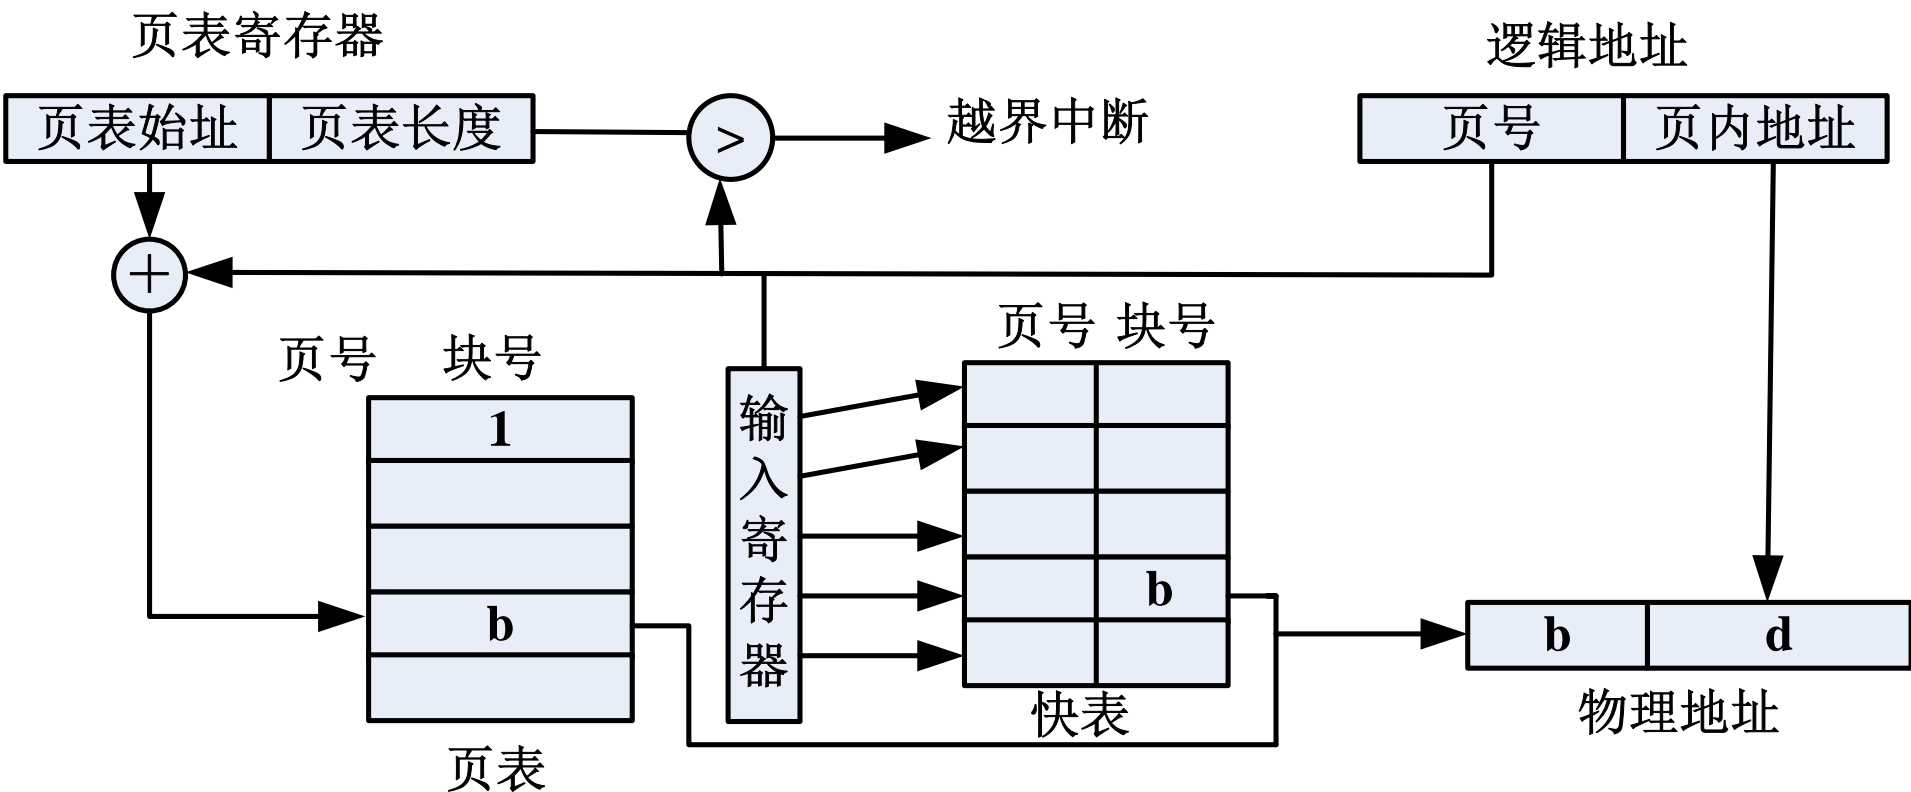 页表寄存器
逻辑地址
页表始址 页表长度
>
越界中断
页号 页内地址
+
页号 块号
页号 块号
1
b
页表
输入寄存器
b
快表
b d
物理地址